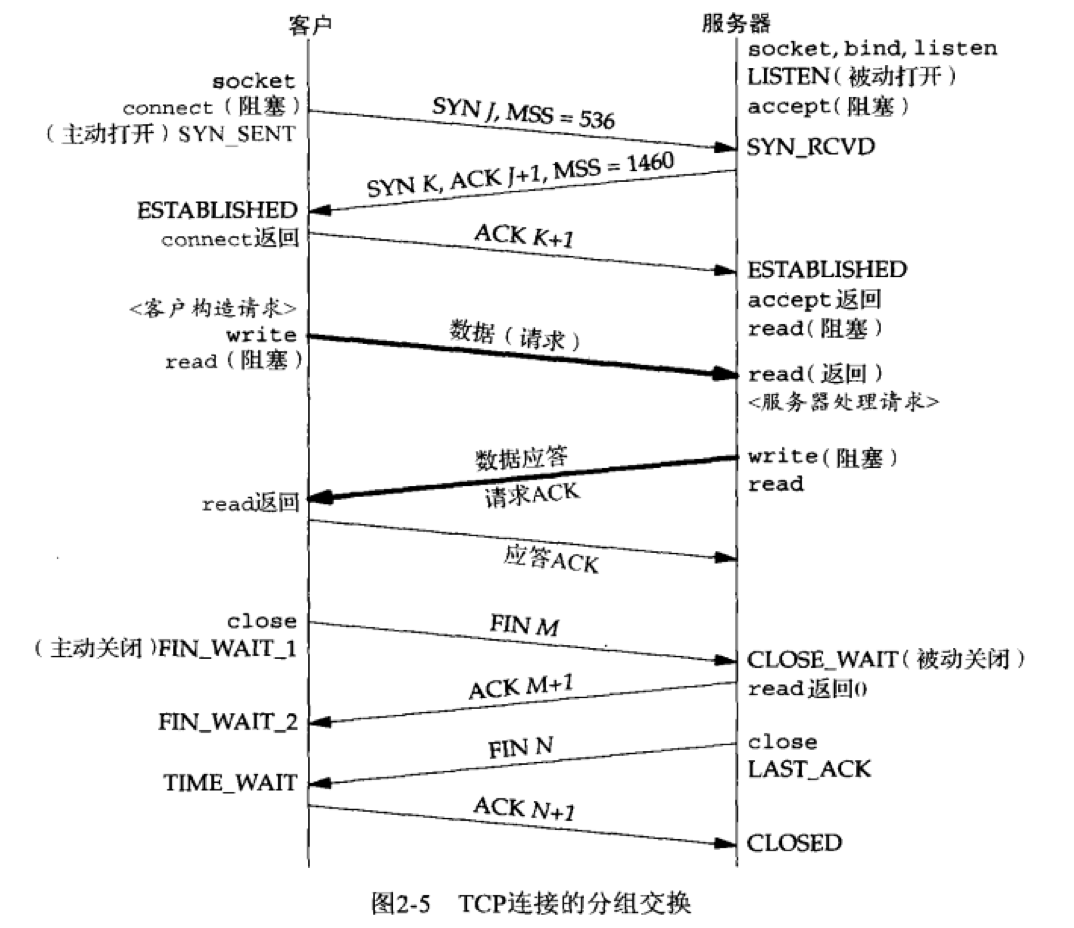 客户
服务器
socket, bind, listen
LISTEN(被动打开)
accept(阻塞)
socket
connect(阻塞)
(主动打开)SYN_SENT
SYN J, MSS = 536
SYN_RCVD
SYN K, ACK J+1, MSS = 1460
ESTABLISHED
connect返回
ACK K+1
ESTABLISHED
accept返回
read(阻塞)
<客户构造请求>
write
read(阻塞)
数据(请求)
read(返回)
<服务器处理请求>
write(阻塞)
read
数据应答
请求ACK
read返回
应答ACK
close
(主动关闭)FIN_WAIT_1
FIN M
CLOSE_WAIT(被动关闭)
read返回0
ACK M+1
FIN_WAIT_2
close
LAST_ACK
FIN N
TIME_WAIT
ACK N+1
CLOSED
图2-5 TCP连接的分组交换